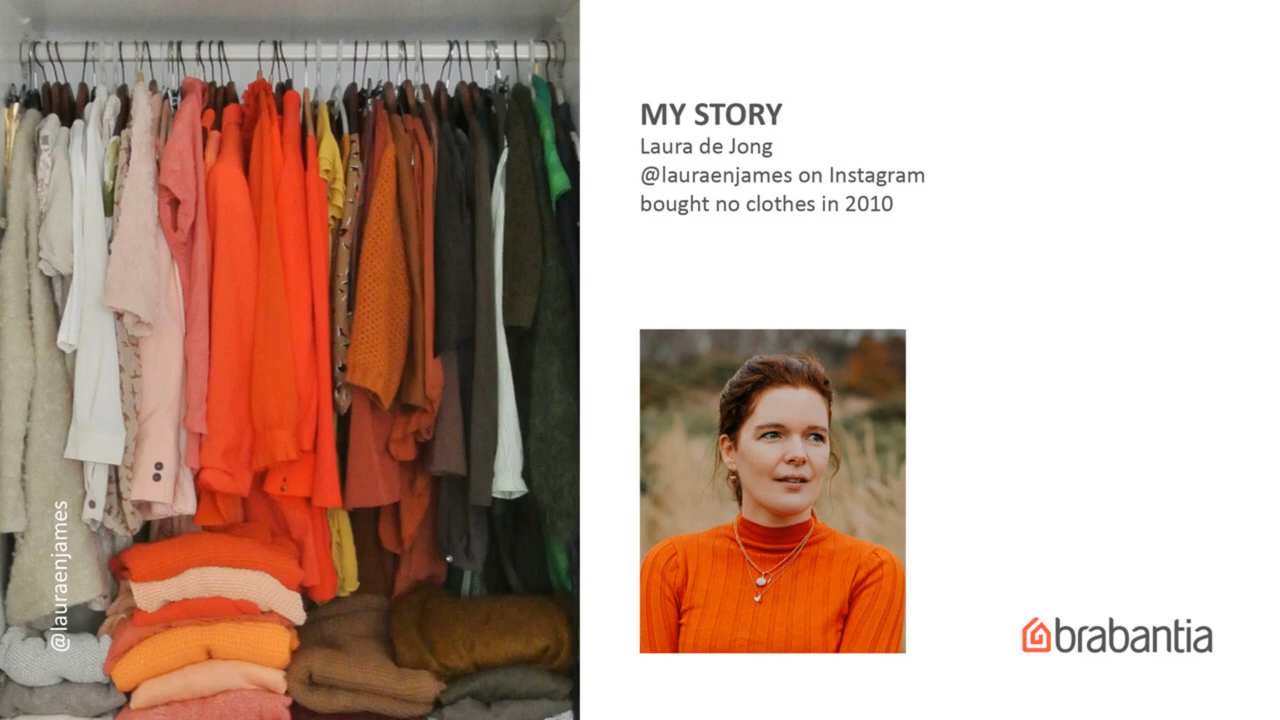 MY STORY
Laura de Jong
@lauraenjames on Instagram
bought no clothes in 2010
@lauraenjames
brabantia